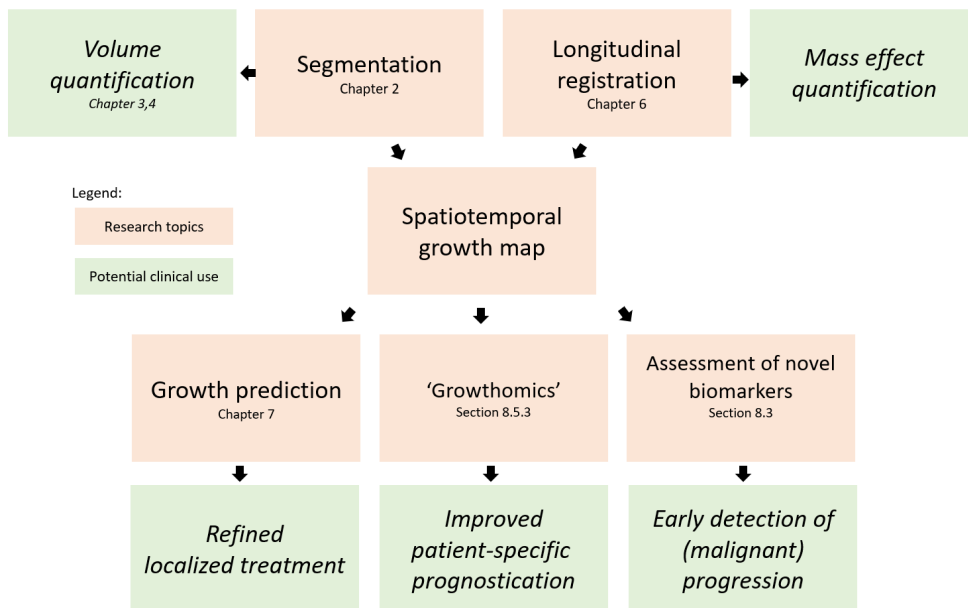 Volume
quantification
Chapter 3,4
Segmentation
Chapter 2
Longitudinal
registration
Chapter 6
Mass effect
quantification
Legend:
Research topics
Potential clinical use
Spatiotemporal
growth map
Growth prediction
Chapter 7
‘Growthomics’
Section 8.5.3
Assessment of novel
biomarkers
Section 8.3
Refined
localized treatment
Improved
patient-specific
prognostication
Early detection of
(malignant)
progression